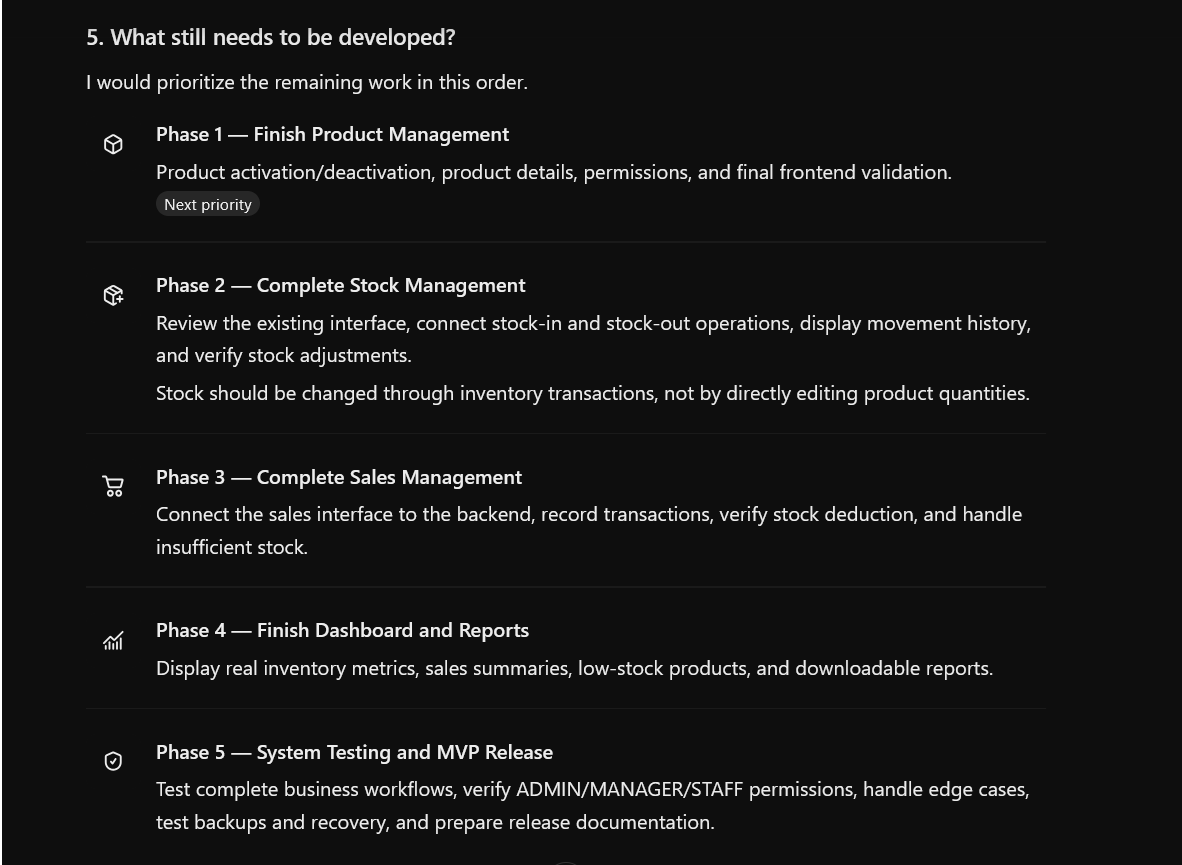 5. What still needs to be developed?
I would prioritize the remaining work in this order.
Phase 1 — Finish Product Management
Product activation/deactivation, product details, permissions, and final frontend validation.
Next priority
Phase 2 — Complete Stock Management
Review the existing interface, connect stock-in and stock-out operations, display movement history,
and verify stock adjustments.
Stock should be changed through inventory transactions, not by directly editing product quantities.
Phase 3 — Complete Sales Management
Connect the sales interface to the backend, record transactions, verify stock deduction, and handle
insufficient stock.
Phase 4 — Finish Dashboard and Reports
Display real inventory metrics, sales summaries, low-stock products, and downloadable reports.
Phase 5 — System Testing and MVP Release
Test complete business workflows, verify ADMIN/MANAGER/STAFF permissions, handle edge cases,
test backups and recovery, and prepare release documentation.